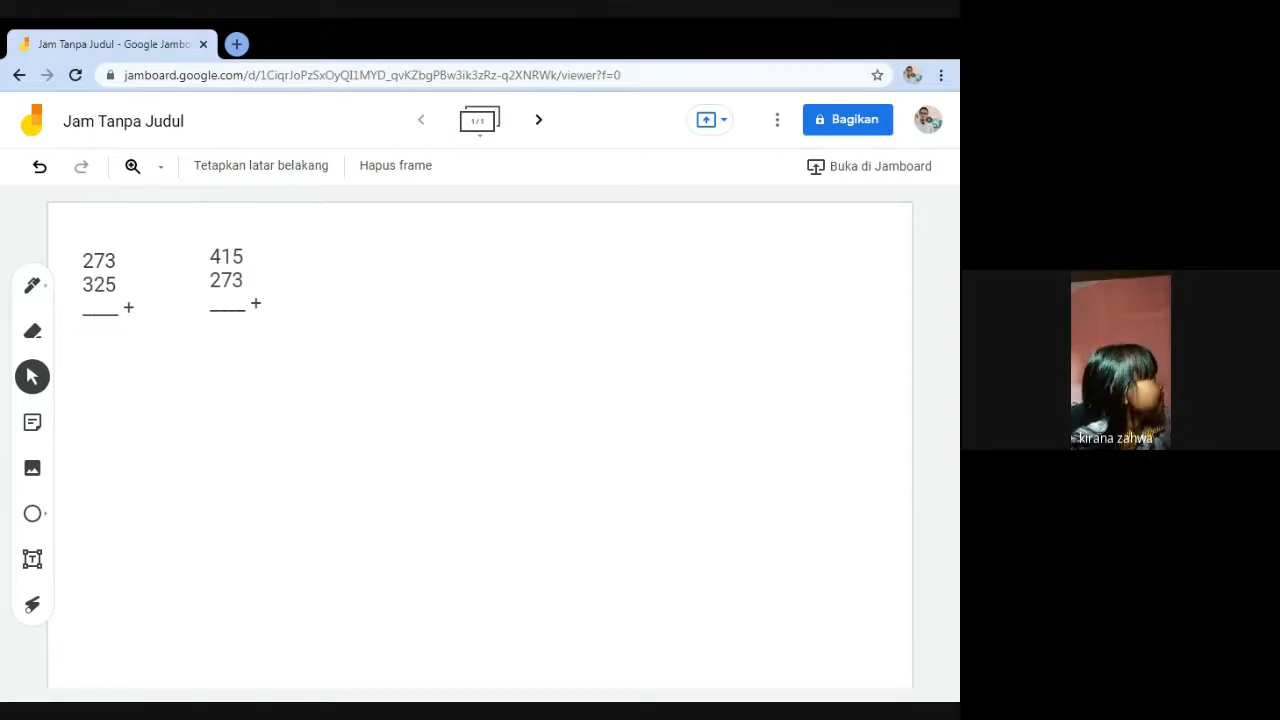 Jam Tanpa Judul - Google Jambo
jamboard.google.com/d/1CiqrJoPzSxOyQI1MYD_qvKZbgPBw3ik3zRz-q2XNRWk/viewer?f=0
Jam Tanpa Judul
1 / 1
Bagikan
Tetapkan latar belakang
Hapus frame
Buka di Jamboard
273
325
____ +
415
273
____ +
kirana zahwa